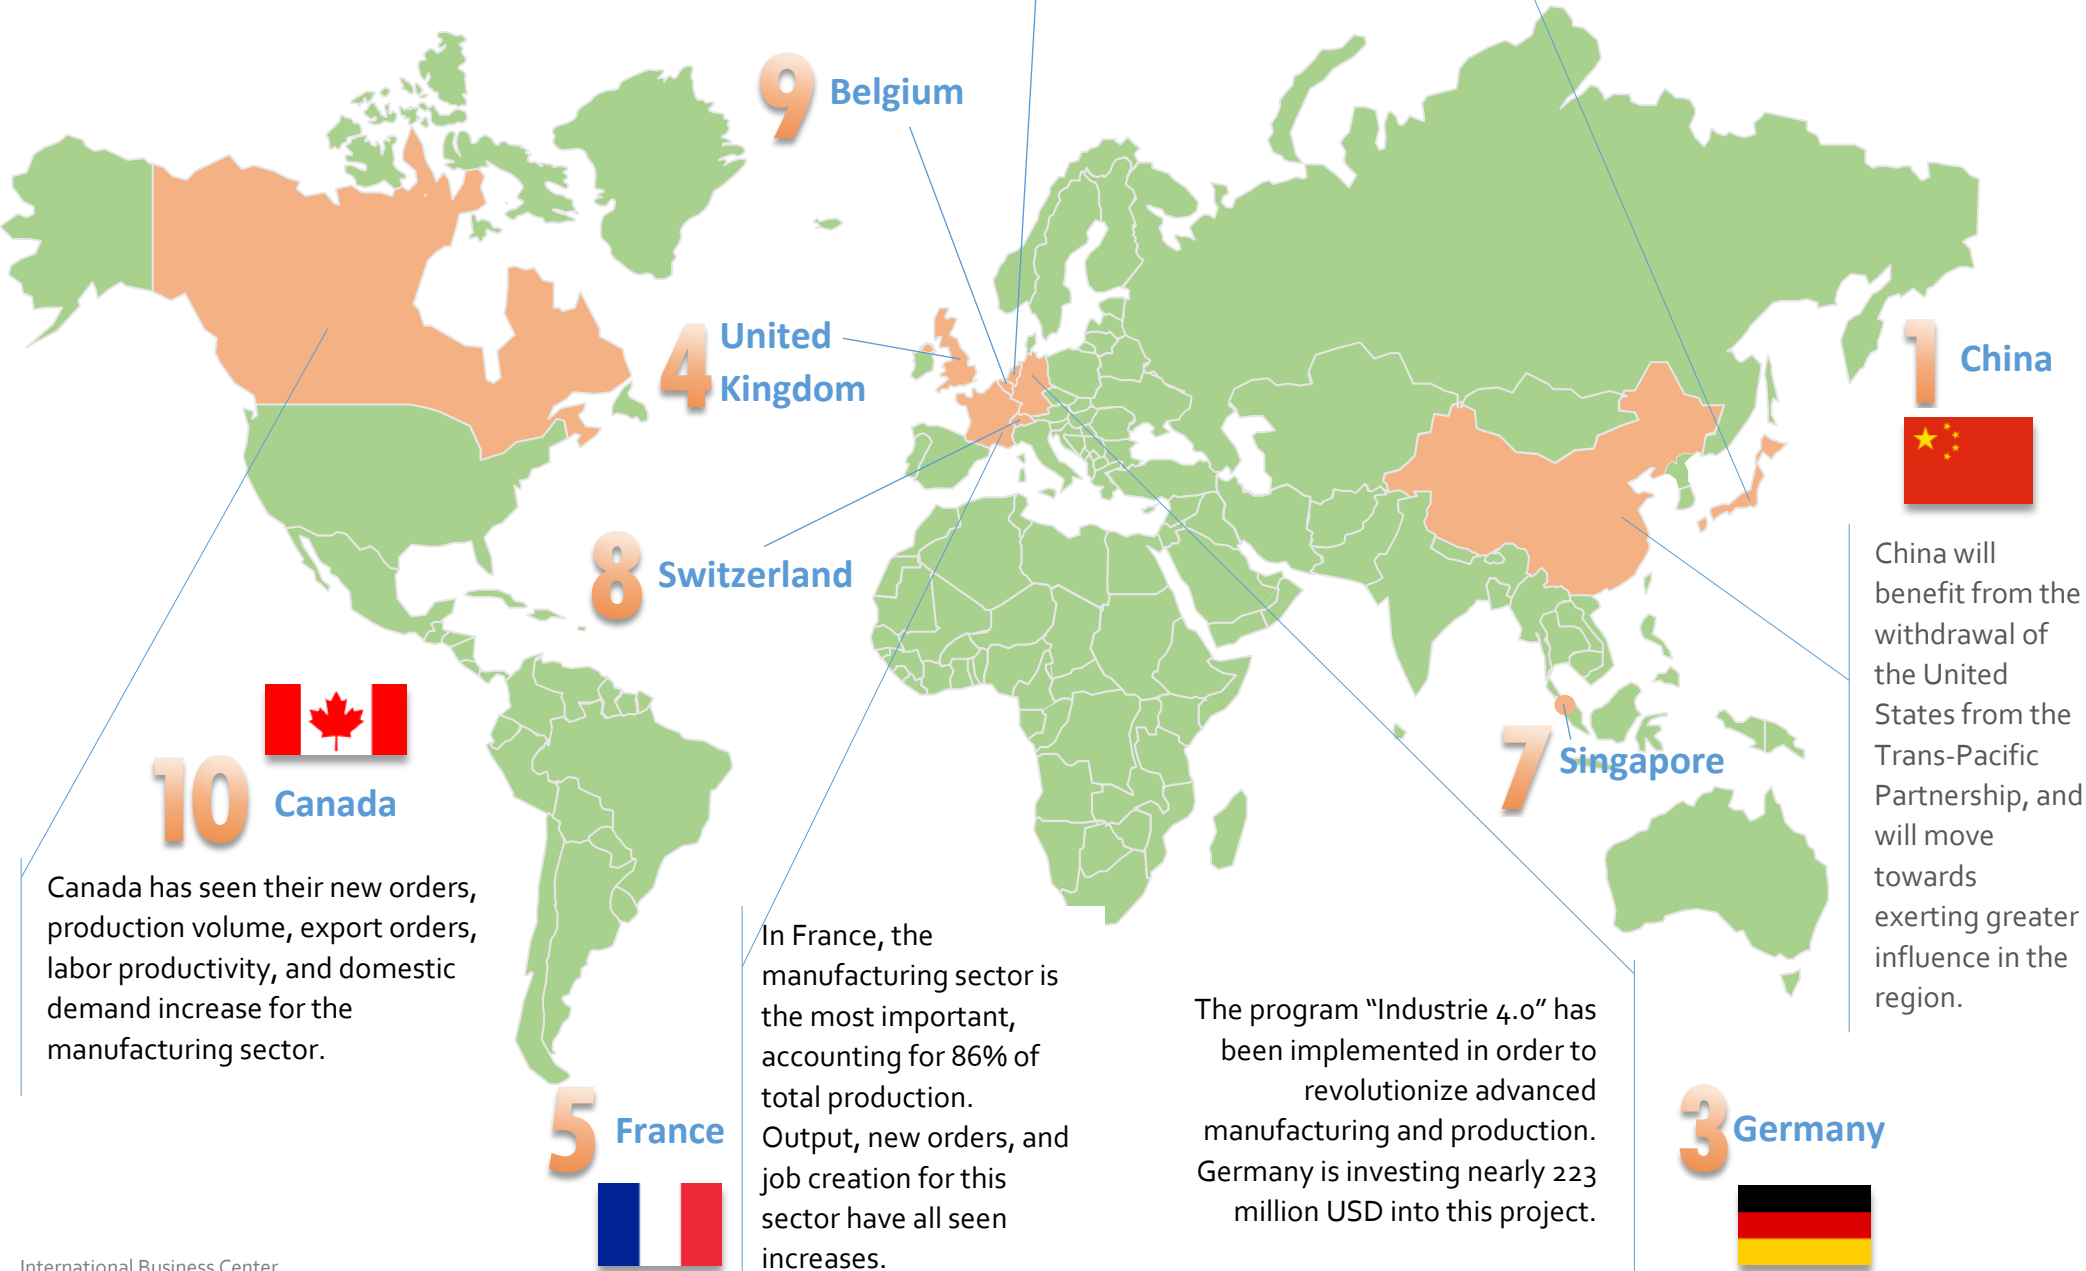 9
Belgium
4
United
Kingdom
1
China
China will
benefit from the
withdrawal of
the United
States from the
Trans-Pacific
Partnership, and
will move
towards
exerting greater
influence in the
region.
8
Switzerland
7
Singapore
10
Canada
Canada has seen their new orders,
production volume, export orders,
labor productivity, and domestic
demand increase for the
manufacturing sector.
5
France
In France, the
manufacturing sector is
the most important,
accounting for 86% of
total production.
Output, new orders, and
job creation for this
sector have all seen
increases.
The program “Industrie 4.0” has
been implemented in order to
revolutionize advanced
manufacturing and production.
Germany is investing nearly 223
million USD into this project.
3
Germany
International Business Center